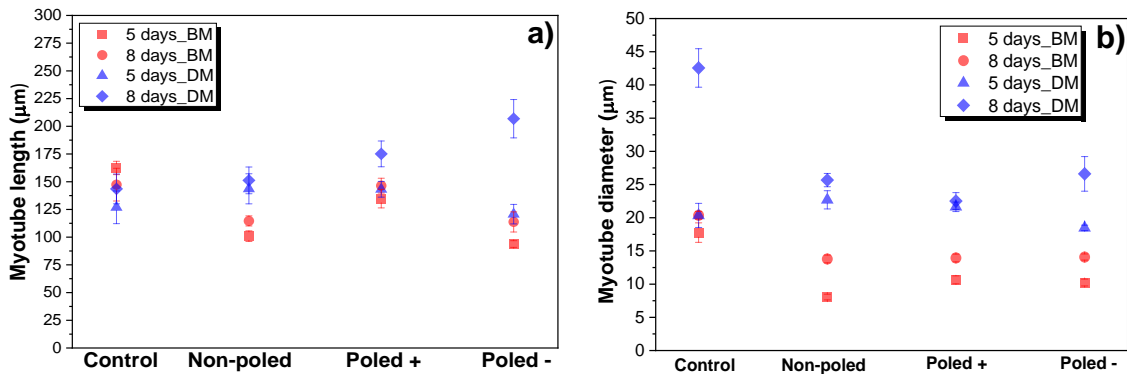 a)
5 days_BM
8 days_BM
5 days_DM
8 days_DM
Myotube length (μm)
300
275
250
225
200
175
150
125
100
75
50
25
0
Control Non-poled Poled + Poled -
b)
5 days_BM
8 days_BM
5 days_DM
8 days_DM
Myotube diameter (μm)
50
45
40
35
30
25
20
15
10
5
0
Control Non-poled Poled + Poled -